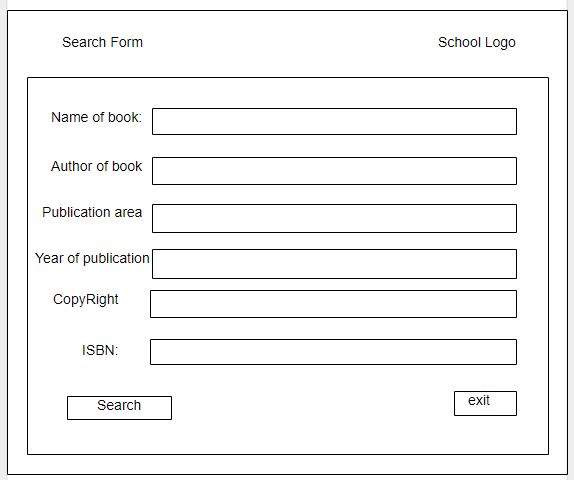 Search Form
School Logo
Name of book:
Author of book
Publication area
Year of publication
CopyRight
ISBN:
Search
exit